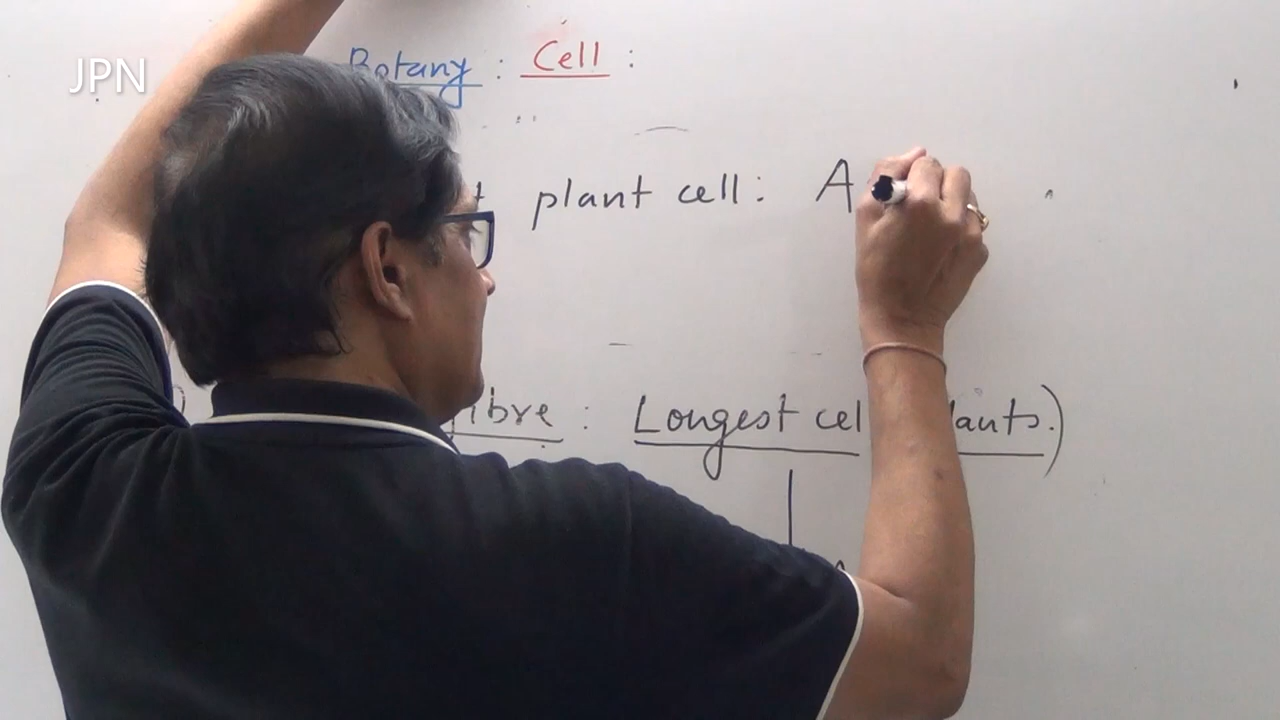 JPN
Botany : Cell :
plant cell : A
ibre : Longest cel lants.)